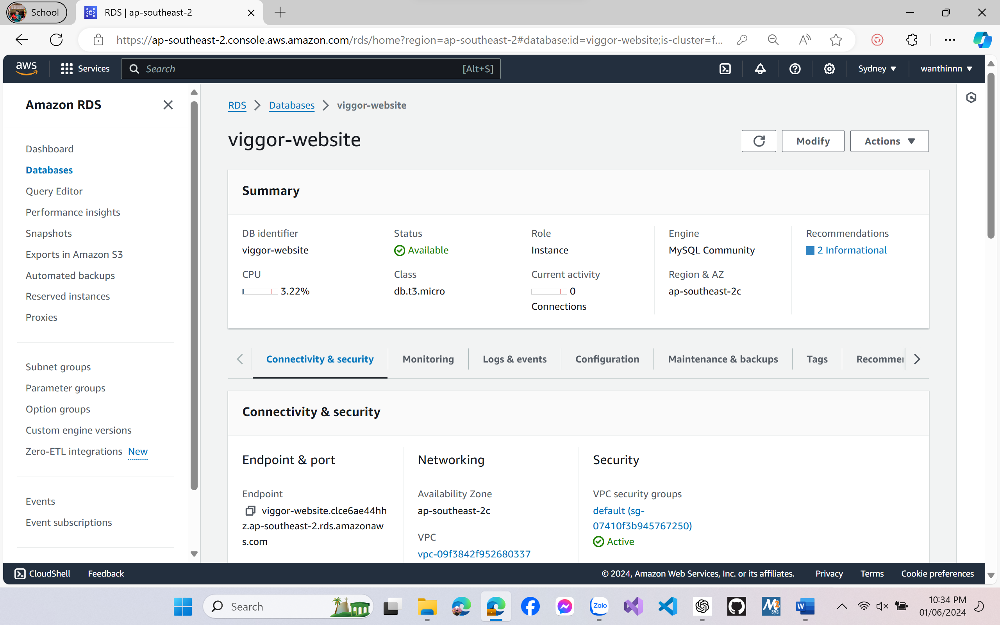 School
RDS | ap-southeast-2
https://ap-southeast-2.console.aws.amazon.com/rds/home?region=ap-southeast-2#database:id=viggor-website;is-cluster=f...
aws
Services
Search
[Alt+S]
Sydney
wanthinnn
Amazon RDS
Dashboard
Databases
Query Editor
Performance insights
Snapshots
Exports in Amazon S3
Automated backups
Reserved instances
Proxies
Subnet groups
Parameter groups
Option groups
Custom engine versions
Zero-ETL integrations New
Events
Event subscriptions
RDS > Databases > viggor-website
viggor-website
Modify
Actions
Summary
DB identifier
viggor-website
CPU
3.22%
Status
Available
Class
db.t3.micro
Role
Instance
Current activity
0
Connections
Engine
MySQL Community
Region & AZ
ap-southeast-2c
Recommendations
2 Informational
Connectivity & security
Monitoring
Logs & events
Configuration
Maintenance & backups
Tags
Recommer
Connectivity & security
Endpoint & port
Endpoint
viggor-website.clce6ae44hh
z.ap-southeast-2.rds.amazonaw
s.com
Networking
Availability Zone
ap-southeast-2c
VPC
vpc-09f3842f952680337
Security
VPC security groups
default (sg-
07410f3b945767250)
Active
CloudShell
Feedback
© 2024, Amazon Web Services, Inc. or its affiliates.
Privacy
Terms
Cookie preferences
Search
Zalo
M2
sys
W
10:34 PM
01/06/2024